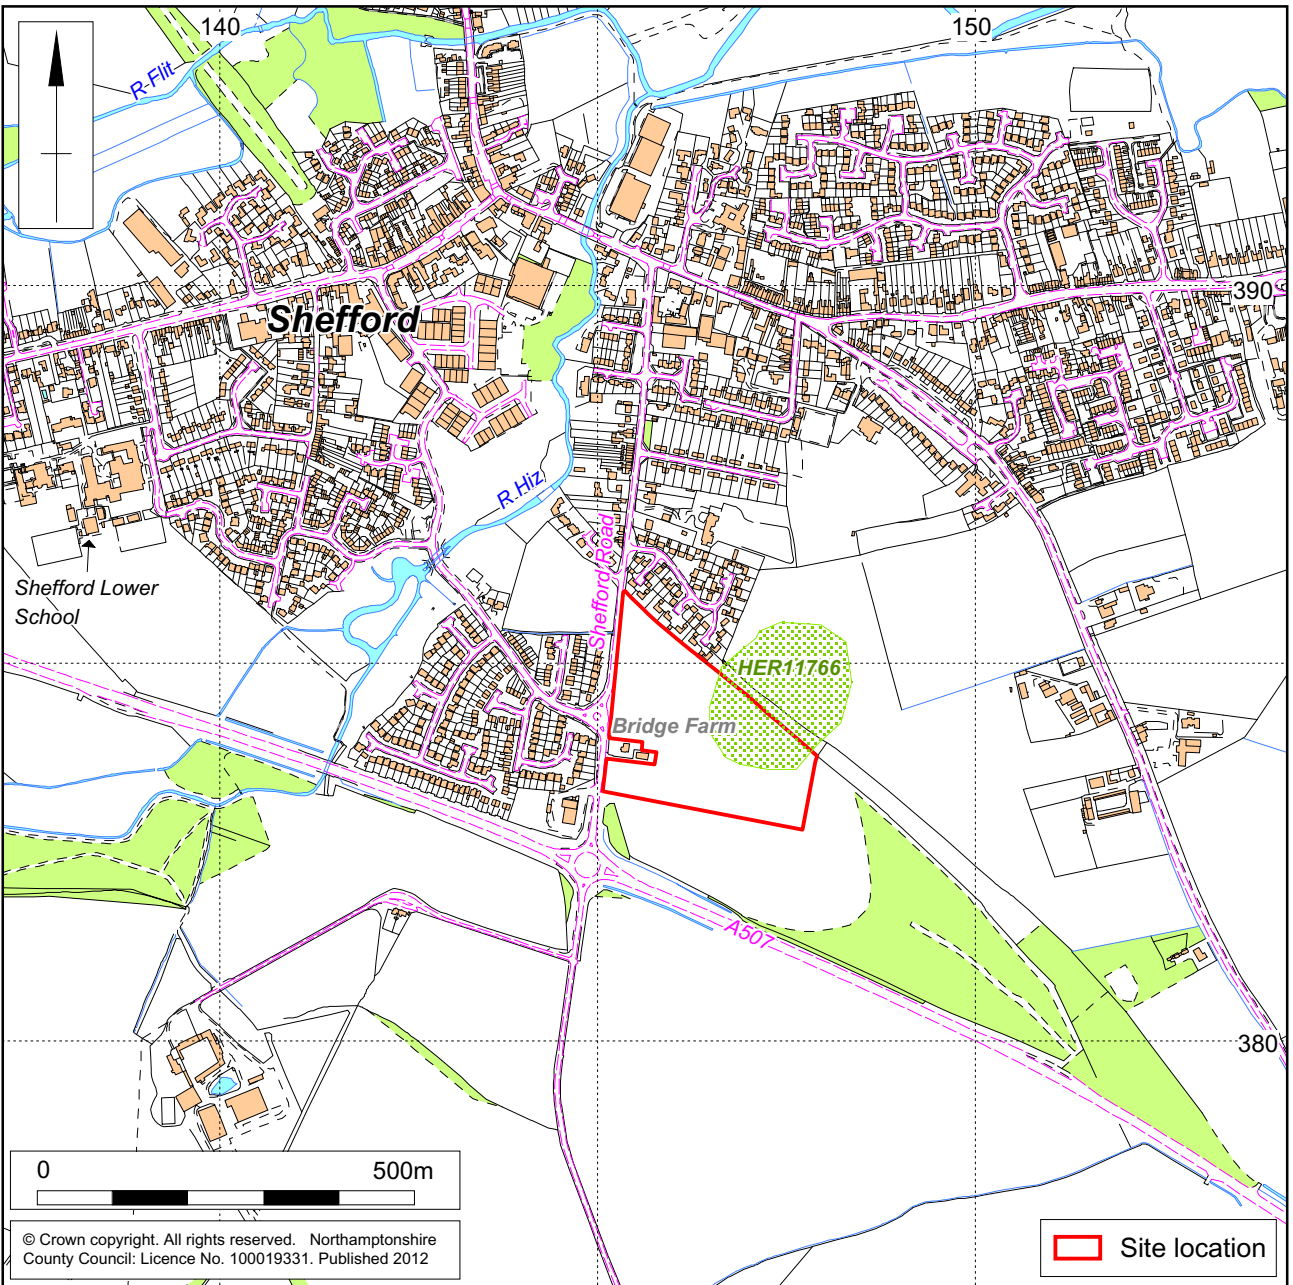 140
150
R Flit
390
Shefford
R Hiz
Shefford Road
Shefford Lower
School
HER11766
Bridge Farm
A507
380
0 500m
© Crown copyright. All rights reserved. Northamptonshire
County Council: Licence No. 100019331. Published 2012
Site location